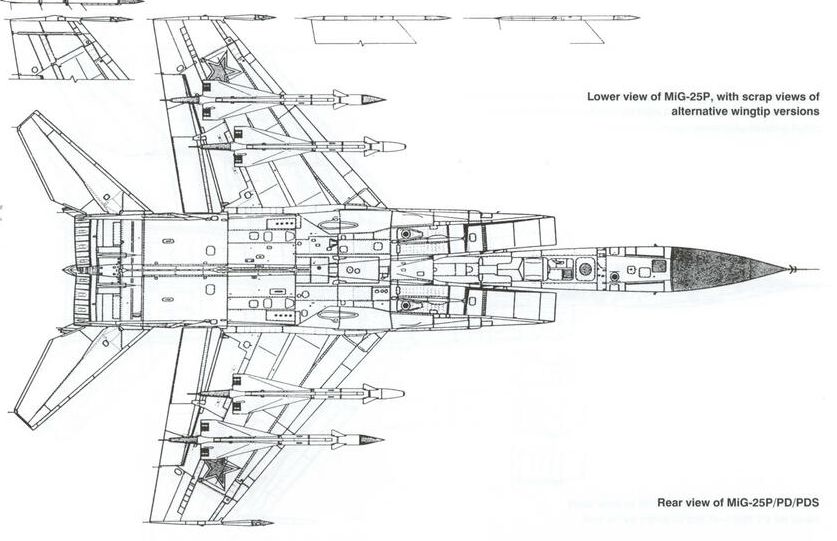 Lower view of MiG-25P, with scrap views of
alternative wingtip versions
Rear view of MiG-25P/PD/PDS